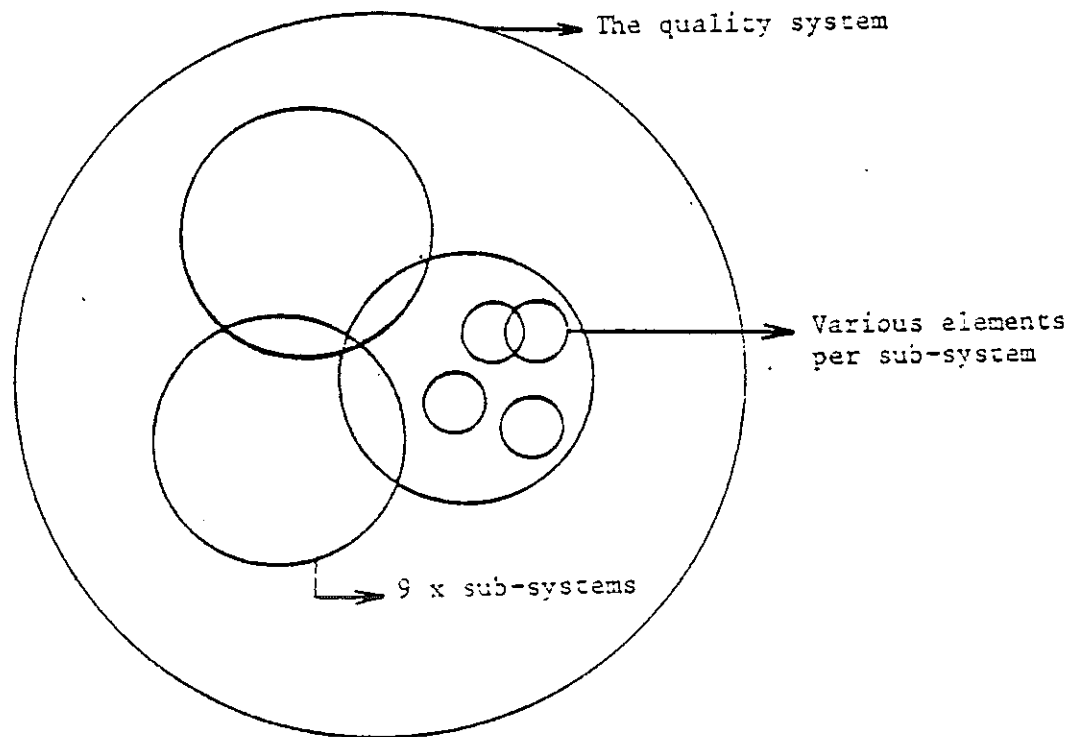 The quality system
Various elements
per sub-system
9 x sub-systems